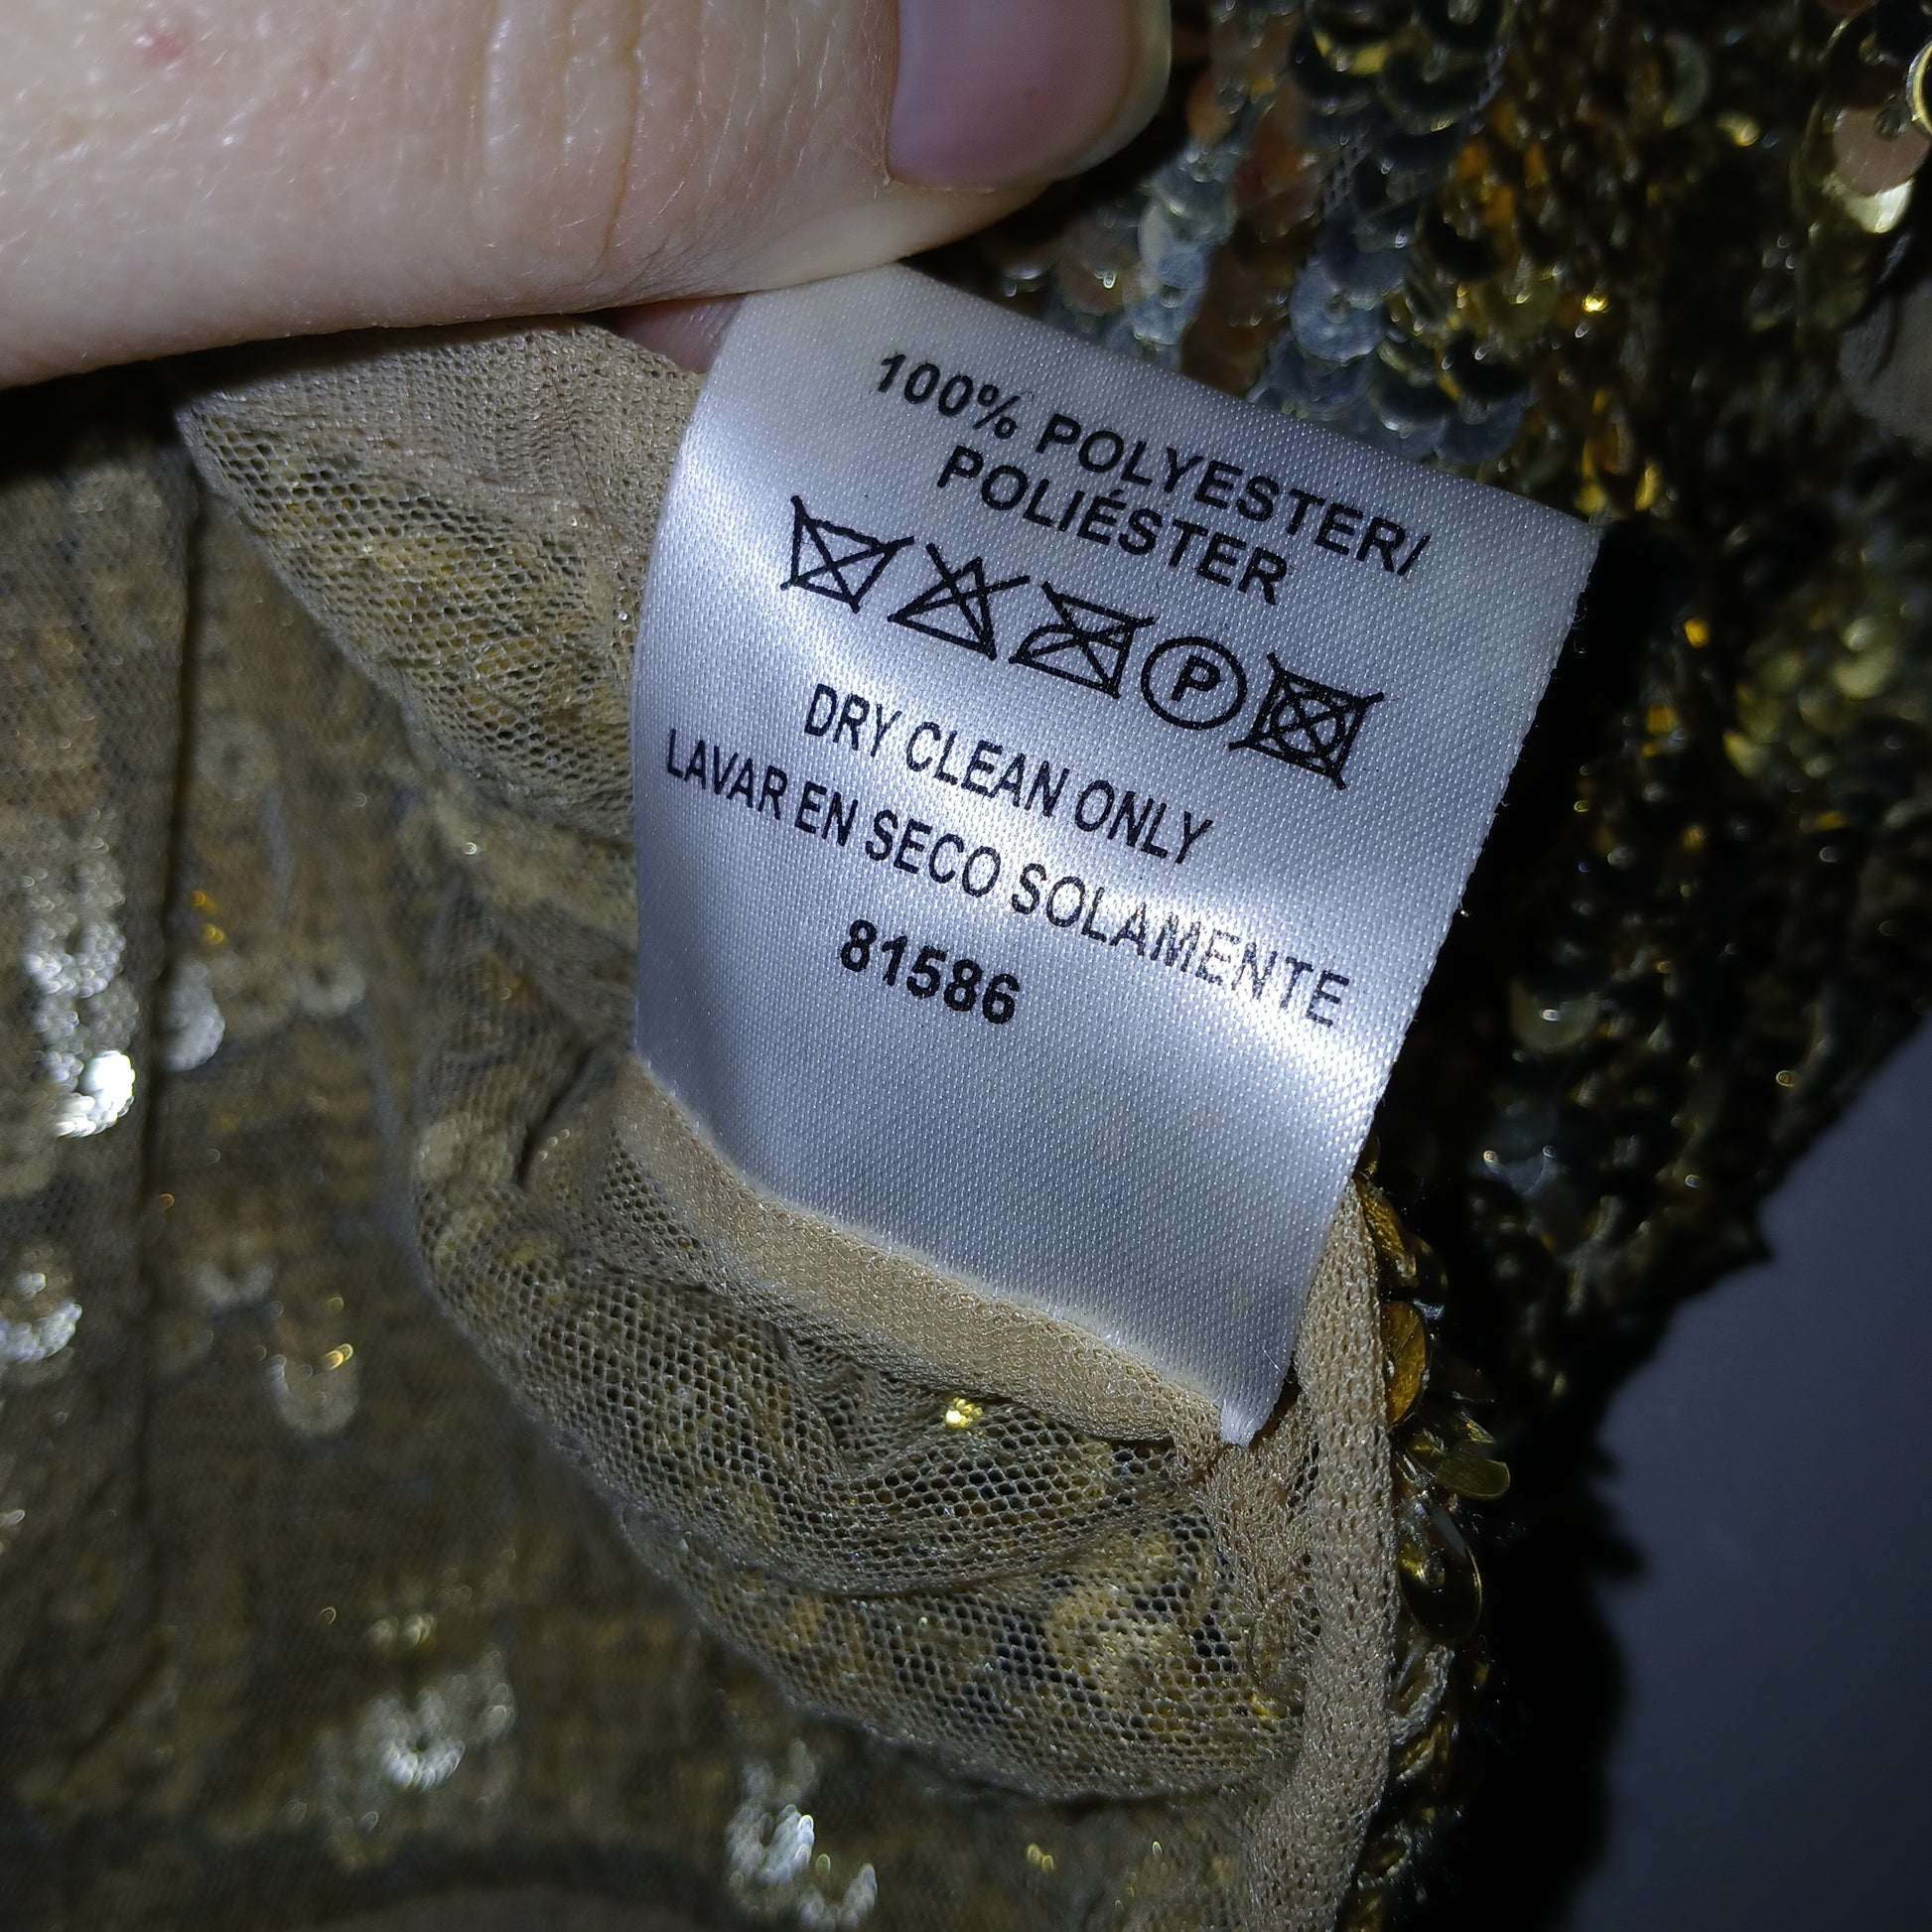 100% POLYESTER/
POLIÉSTER
P
DRY CLEAN ONLY
LAVAR EN SECO SOLAMENTE
81586